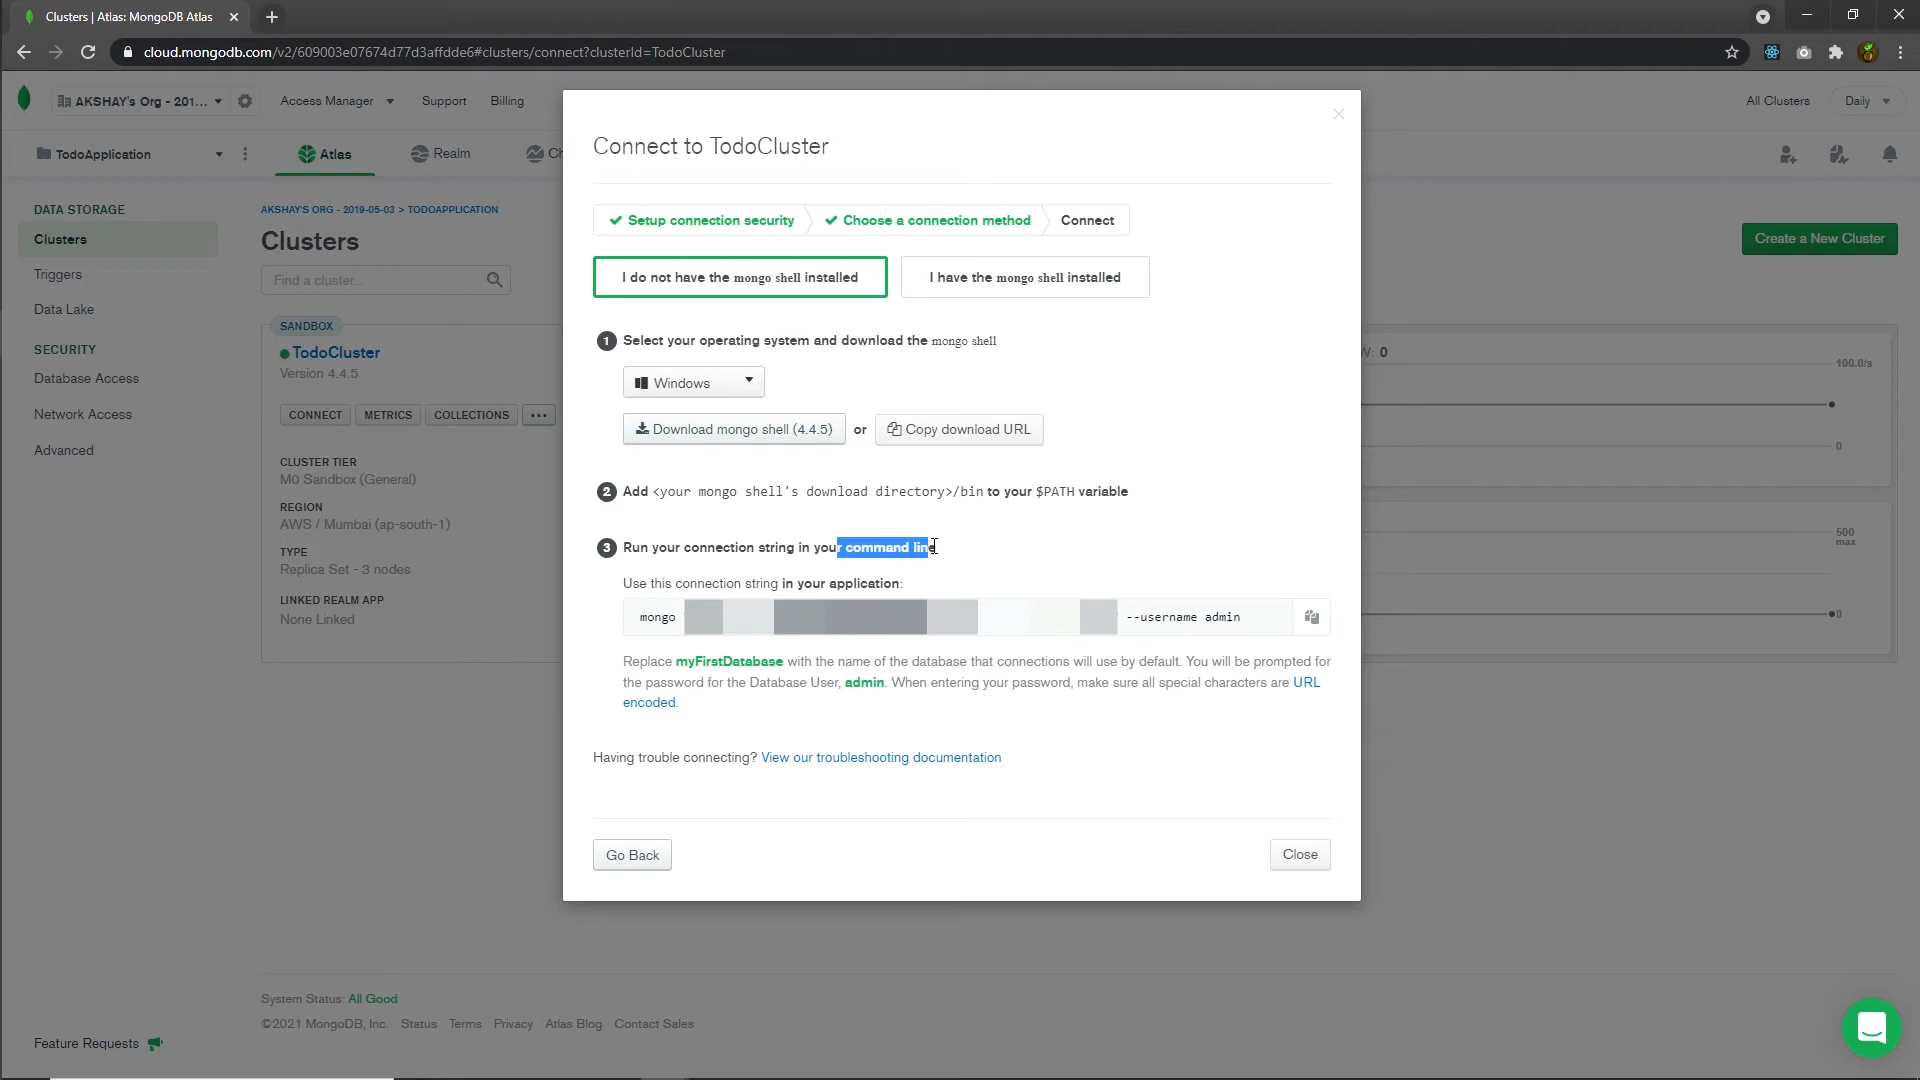 Clusters | Atlas: MongoDB Atlas
cloud.mongodb.com/v2/609003e07674d77d3affdde6#clusters/connect?clusterId=TodoCluster
AKSHAY's Org - 201...
Access Manager
Support
Billing
All Clusters
Daily
TodoApplication
Atlas
Realm
Ch
DATA STORAGE
Clusters
Triggers
Data Lake
SECURITY
Database Access
Network Access
Advanced
AKSHAY'S ORG - 2019-05-03 > TODOAPPLICATION
Clusters
Create a New Cluster
Find a cluster...
SANDBOX
TodoCluster
Version 4.4.5
CONNECT
METRICS
COLLECTIONS
...
CLUSTER TIER
M0 Sandbox (General)
REGION
AWS / Mumbai (ap-south-1)
TYPE
Replica Set - 3 nodes
LINKED REALM APP
None Linked
Connect to TodoCluster
Setup connection security
Choose a connection method
Connect
I do not have the mongo shell installed
I have the mongo shell installed
1 Select your operating system and download the mongo shell
Windows
Download mongo shell (4.4.5) or Copy download URL
2 Add <your mongo shell's download directory>/bin to your $PATH variable
3 Run your connection string in your command line
Use this connection string in your application:
mongo
--username admin
Replace myFirstDatabase with the name of the database that connections will use by default. You will be prompted for
the password for the Database User, admin. When entering your password, make sure all special characters are URL
encoded.
Having trouble connecting? View our troubleshooting documentation
Go Back
Close
: 0
100.0/s
0
500
max
0
System Status: All Good
©2021 MongoDB, Inc. Status Terms Privacy Atlas Blog Contact Sales
Feature Requests